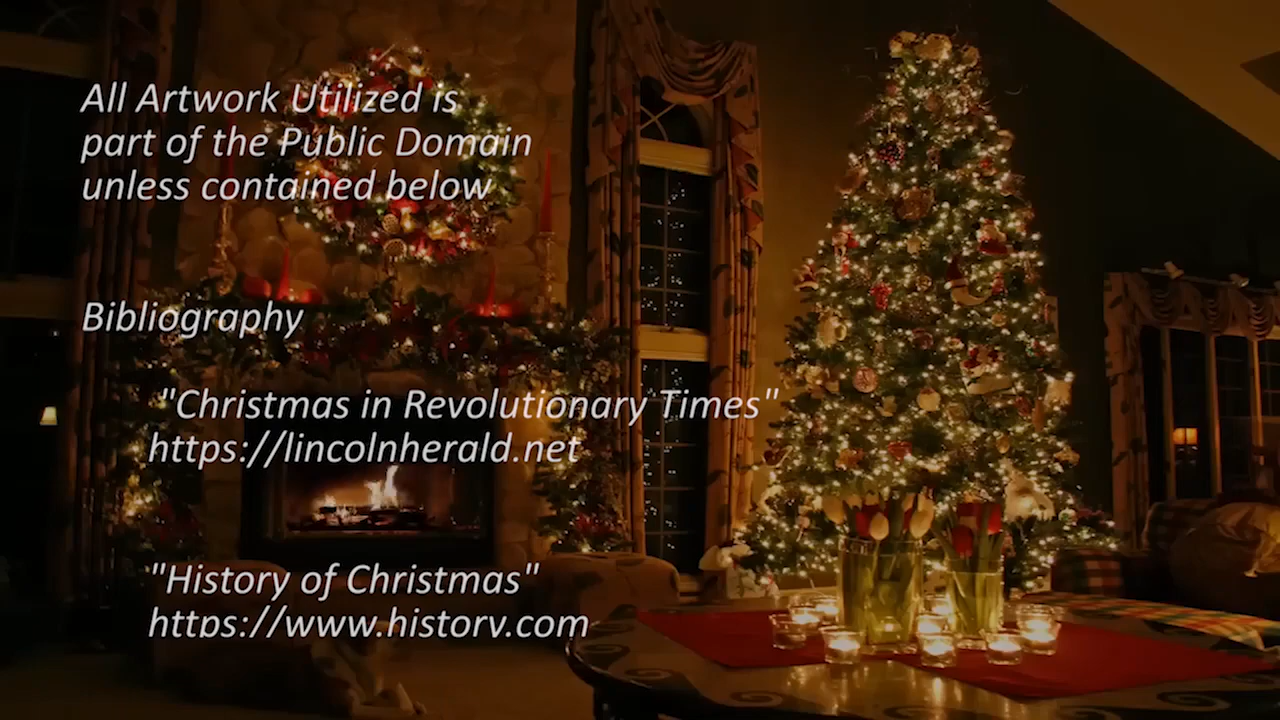 All Artwork Utilized is
part of the Public Domain
unless contained below
Bibliography
"Christmas in Revolutionary Times"
https://lincolnherald.net
"History of Christmas"
https://www.history.com